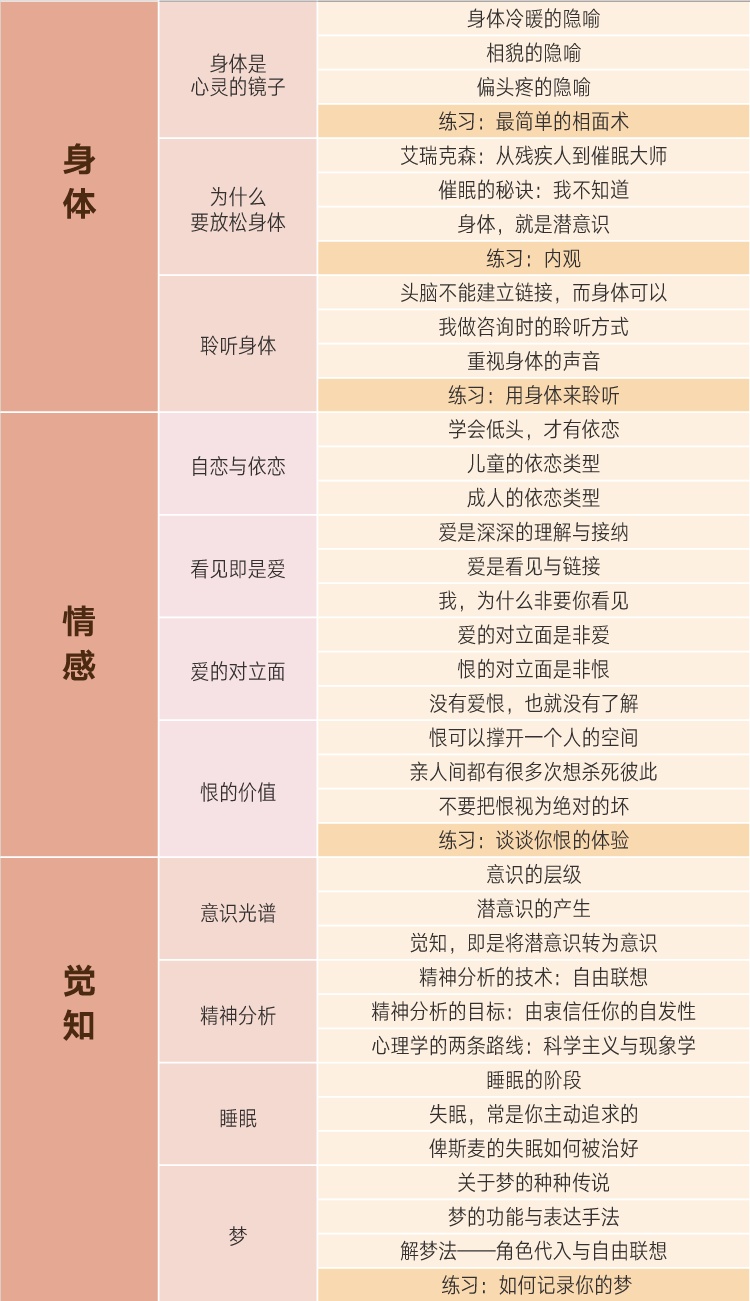 身
体
身体是
心灵的镜子
身体冷暖的隐喻
相貌的隐喻
偏头疼的隐喻
练习：最简单的相面术
为什么
要放松身体
艾瑞克森：从残疾人到催眠大师
催眠的秘诀：我不知道
身体，就是潜意识
练习：内观
聆听身体
头脑不能建立链接，而身体可以
我做咨询时的聆听方式
重视身体的声音
练习：用身体来聆听
情
感
自恋与依恋
学会低头，才有依恋
儿童的依恋类型
成人的依恋类型
看见即是爱
爱是深深的理解与接纳
爱是看见与链接
我，为什么非要你看见
爱的对立面
爱的对立面是非爱
恨的对立面是非恨
没有爱恨，也就没有了解
恨的价值
恨可以撑开一个人的空间
亲人间都有很多次想杀死彼此
不要把恨视为绝对的坏
练习：谈谈你恨的体验
觉
知
意识光谱
意识的层级
潜意识的产生
觉知，即是将潜意识转为意识
精神分析
精神分析的技术：自由联想
精神分析的目标：由衷信任你的自发性
心理学的两条路线：科学主义与现象学
睡眠
睡眠的阶段
失眠，常是你主动追求的
俾斯麦的失眠如何被治好
梦
关于梦的种种传说
梦的功能与表达手法
解梦法——角色代入与自由联想
练习：如何记录你的梦